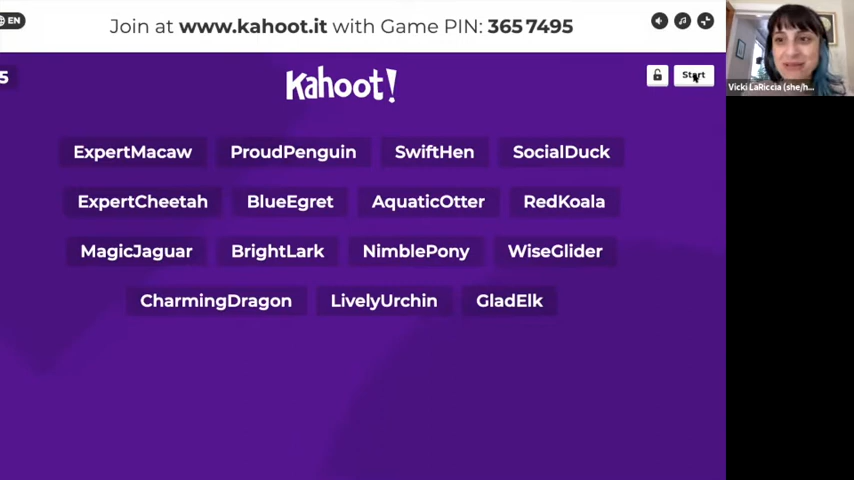 EN
Join at www.kahoot.it with Game PIN: 365 7495
5
Kahoot!
Start
Vicki LaRiccia (she/h...
ExpertMacaw ProudPenguin SwiftHen SocialDuck
ExpertCheetah BlueEgret AquaticOtter RedKoala
MagicJaguar BrightLark NimblePony WiseGlider
CharmingDragon LivelyUrchin GladElk